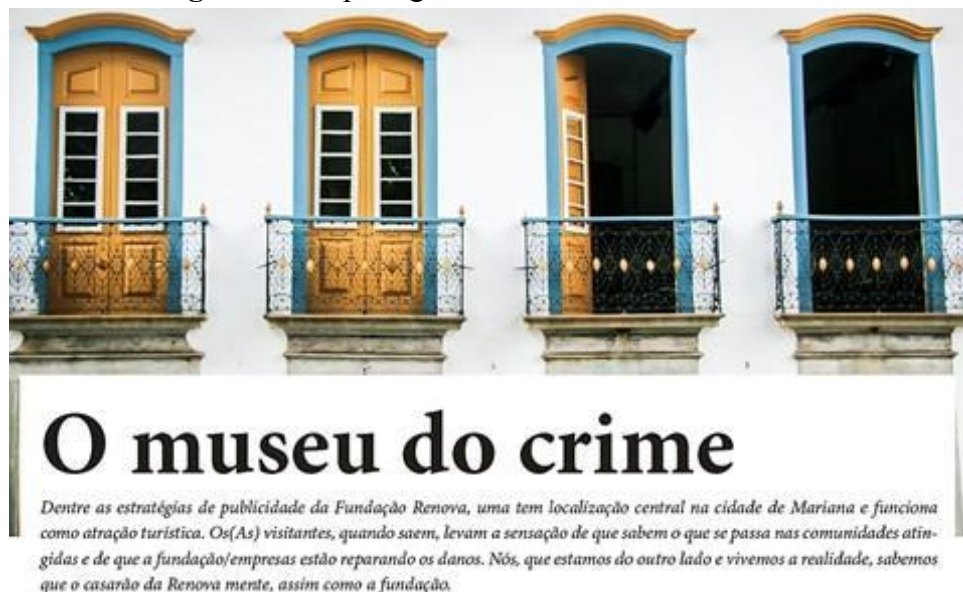 O museu do crime
Dentre as estratégias de publicidade da Fundação Renova, uma tem localização central na cidade de Mariana e funciona
como atração turística. Os(As) visitantes, quando saem, levam a sensação de que sabem o que se passa nas comunidades atin-
gidas e de que a fundação/empresas estão reparando os danos. Nós, que estamos do outro lado e vivemos a realidade, sabemos
que o casarão da Renova mente, assim como a fundação.